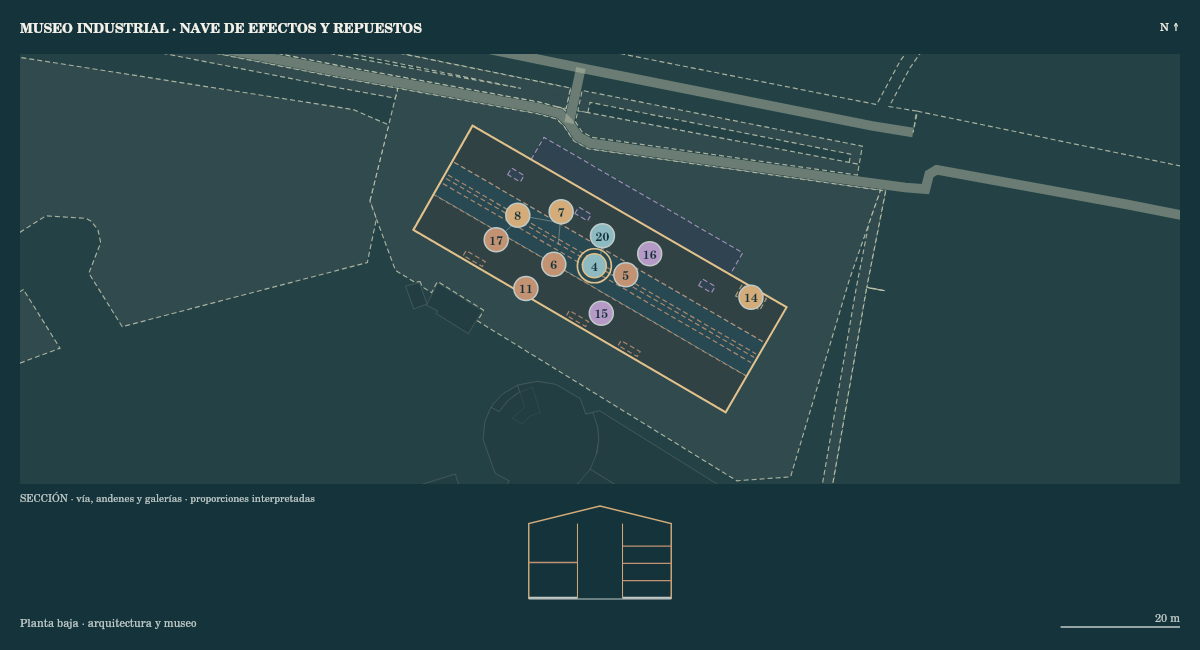 MUSEO INDUSTRIAL · NAVE DE EFECTOS Y REPUESTOS
N ↑
8
7
17
20
16
6
4
5
11
14
15
SECCIÓN · vía, andenes y galerías · proporciones interpretadas
Planta baja · arquitectura y museo
20 m